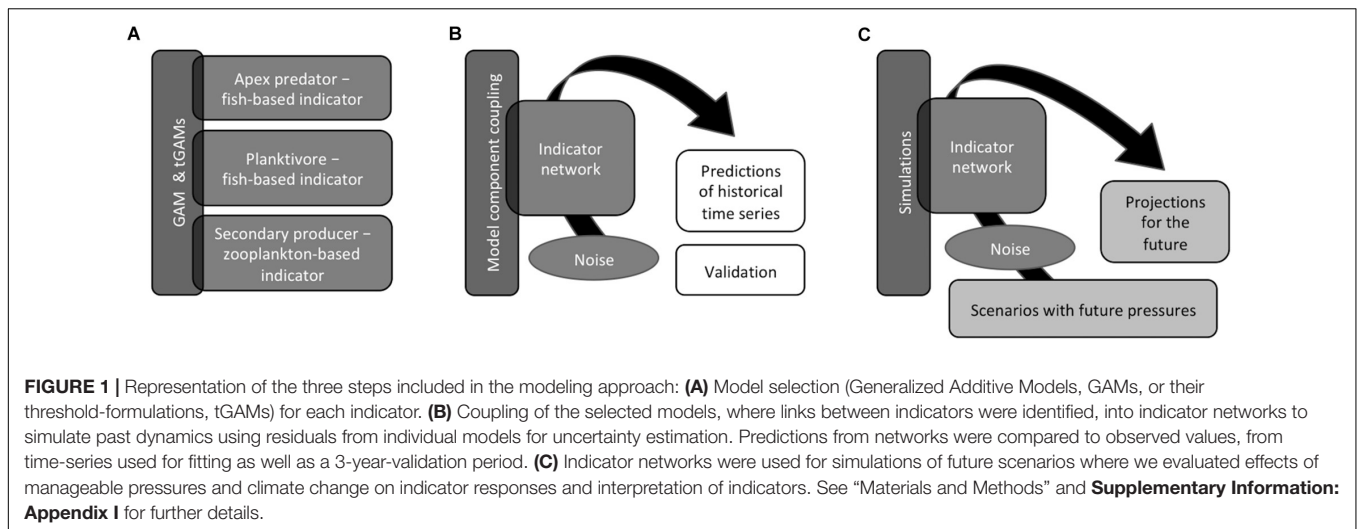 A
GAM & tGAMs
Apex predator –
fish-based indicator
Planktivore –
fish-based indicator
Secondary producer –
zooplankton-based
indicator
B
Model component coupling
Indicator
network
Noise
Predictions
of historical
time series
Validation
C
Simulations
Indicator
network
Noise
Projections
for the
future
Scenarios with future pressures
FIGURE 1 | Representation of the three steps included in the modeling approach: (A) Model selection (Generalized Additive Models, GAMs, or their
threshold-formulations, tGAMs) for each indicator. (B) Coupling of the selected models, where links between indicators were identified, into indicator networks to
simulate past dynamics using residuals from individual models for uncertainty estimation. Predictions from networks were compared to observed values, from
time-series used for fitting as well as a 3-year-validation period. (C) Indicator networks were used for simulations of future scenarios where we evaluated effects of
manageable pressures and climate change on indicator responses and interpretation of indicators. See “Materials and Methods” and Supplementary Information:
Appendix I for further details.